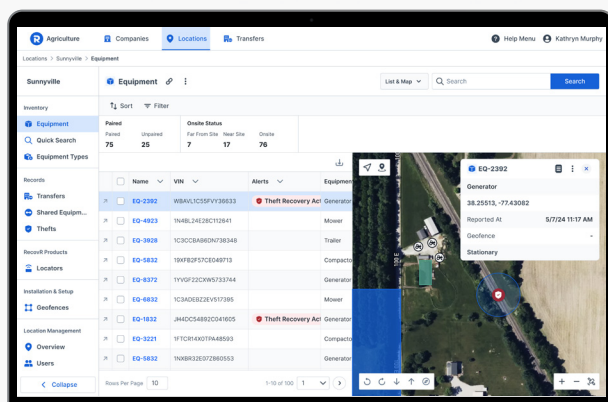 Agriculture
Companies
Locations
Transfers
Help Menu
Kathryn Murphy
Locations > Sunnyville > Equipment
Sunnyville
Inventory
Equipment
Quick Search
Equipment Types
Records
Transfers
Shared Equipm...
Thefts
RecovR Products
Locators
Installation & Setup
Geofences
Location Management
Overview
Users
Collapse
Equipment
List & Map
Search
Search
Sort
Filter
Paired
Onsite Status
Paired Unpaired Far From Site Near Site Onsite
75 25 7 17 76
Name VIN Alerts Equipmen
EQ-2392 WBAVL1C55FVY36833 Theft Recovery Act Generator
EQ-4923 1N4BL24E28C112641 Mower
EQ-3928 1C3CCBAB6DN738348 Trailer
EQ-5832 19XFB2F57CE049713 Compacto
EQ-8372 1YVGF22CXW5733744 Generator
EQ-6832 1C3ADEBZ2EV517395 Mower
EQ-1832 JH4DC54892C041605 Theft Recovery Act Generator
EQ-3221 1FTCR14X0TPA48593 Compacto
EQ-5832 1NXBR32E07Z860553 Generator
Rows Per Page 10 1-10 of 100 1
EQ-2392
Generator
38.25513, -77.43082
Reported At 5/7/24 11:17 AM
Geofence -
Stationary
100 E